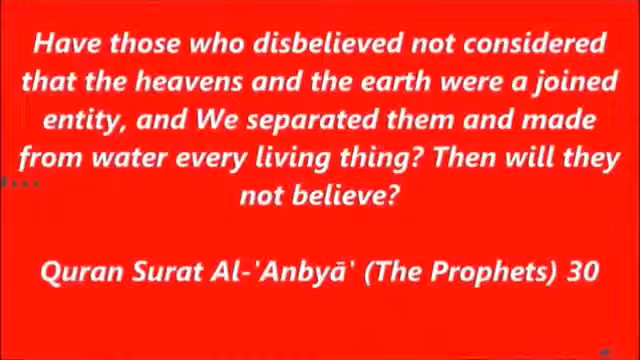 Have those who disbelieved not considered
that the heavens and the earth were a joined
entity, and We separated them and made
from water every living thing? Then will they
not believe?
Quran Surat Al-'Anbyā' (The Prophets) 30